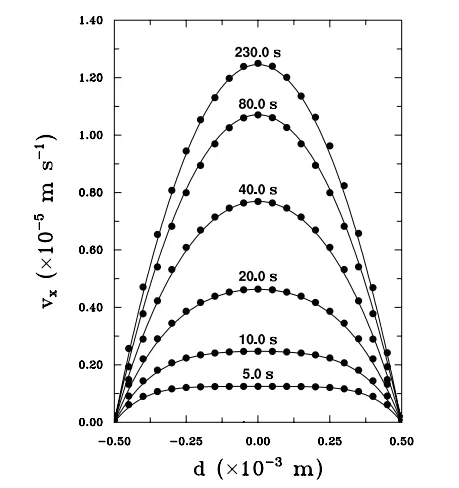 1.40
1.20
1.00
0.80
0.60
0.40
0.20
0.00
v_x (×10⁻⁵ m s⁻¹)
230.0 s
80.0 s
40.0 s
20.0 s
10.0 s
5.0 s
−0.50 −0.25 0.00 0.25 0.50
d (×10⁻³ m)